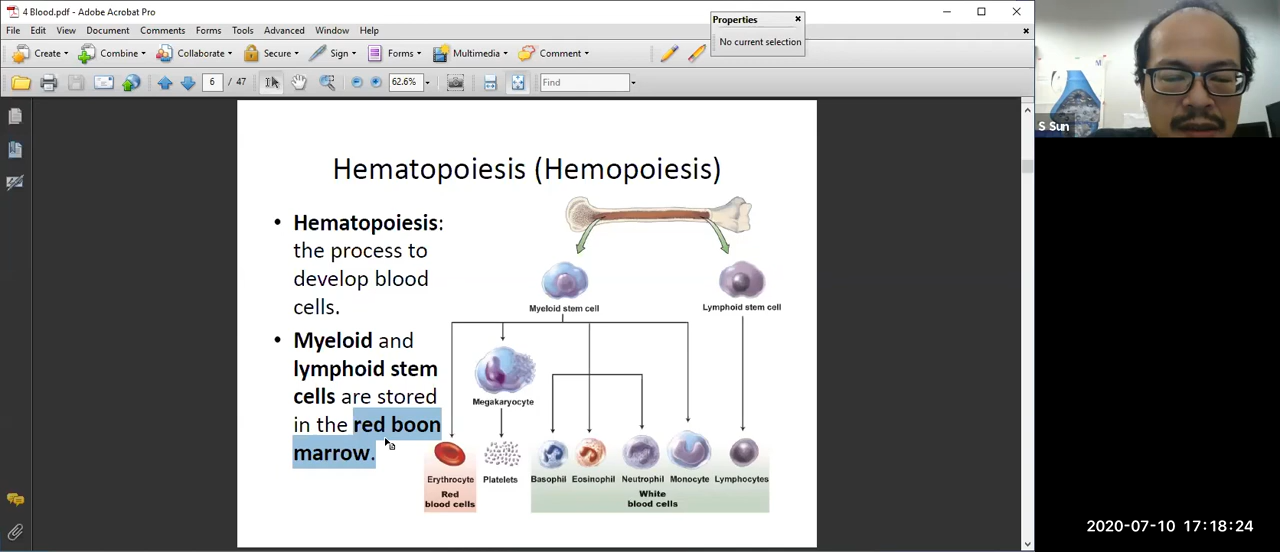 4 Blood.pdf - Adobe Acrobat Pro
File Edit View Document Comments Forms Tools Advanced Window Help
Properties
No current selection
Create Combine Collaborate Secure Sign Forms Multimedia Comment
6 / 47 62.6% Find
S Sun
Hematopoiesis (Hemopoiesis)
• Hematopoiesis:
the process to
develop blood
cells.
• Myeloid and
lymphoid stem
cells are stored
in the red boon
marrow.
Myeloid stem cell
Lymphoid stem cell
Megakaryocyte
Erythrocyte Platelets Basophil Eosinophil Neutrophil Monocyte Lymphocytes
Red
blood cells
White
blood cells
2020-07-10 17:18:24